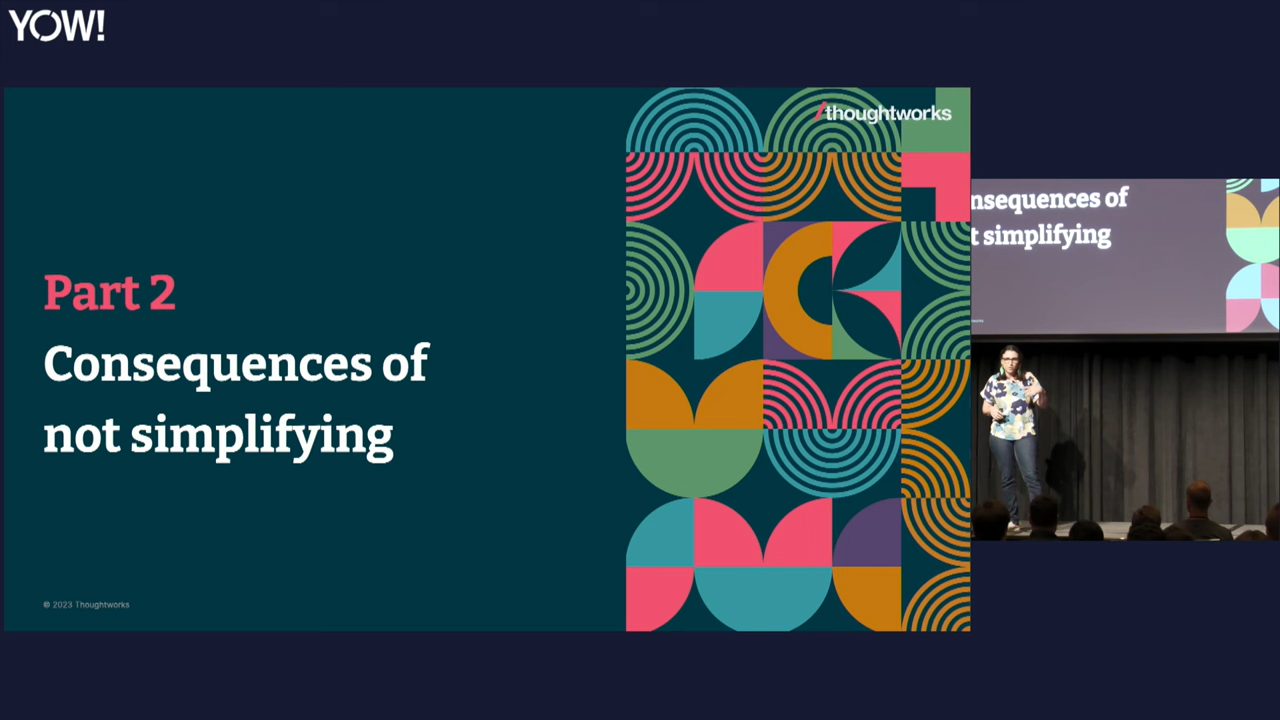 YOW!
/thoughtworks
Part 2
Consequences of
not simplifying
© 2023 Thoughtworks
nsequences of
t simplifying